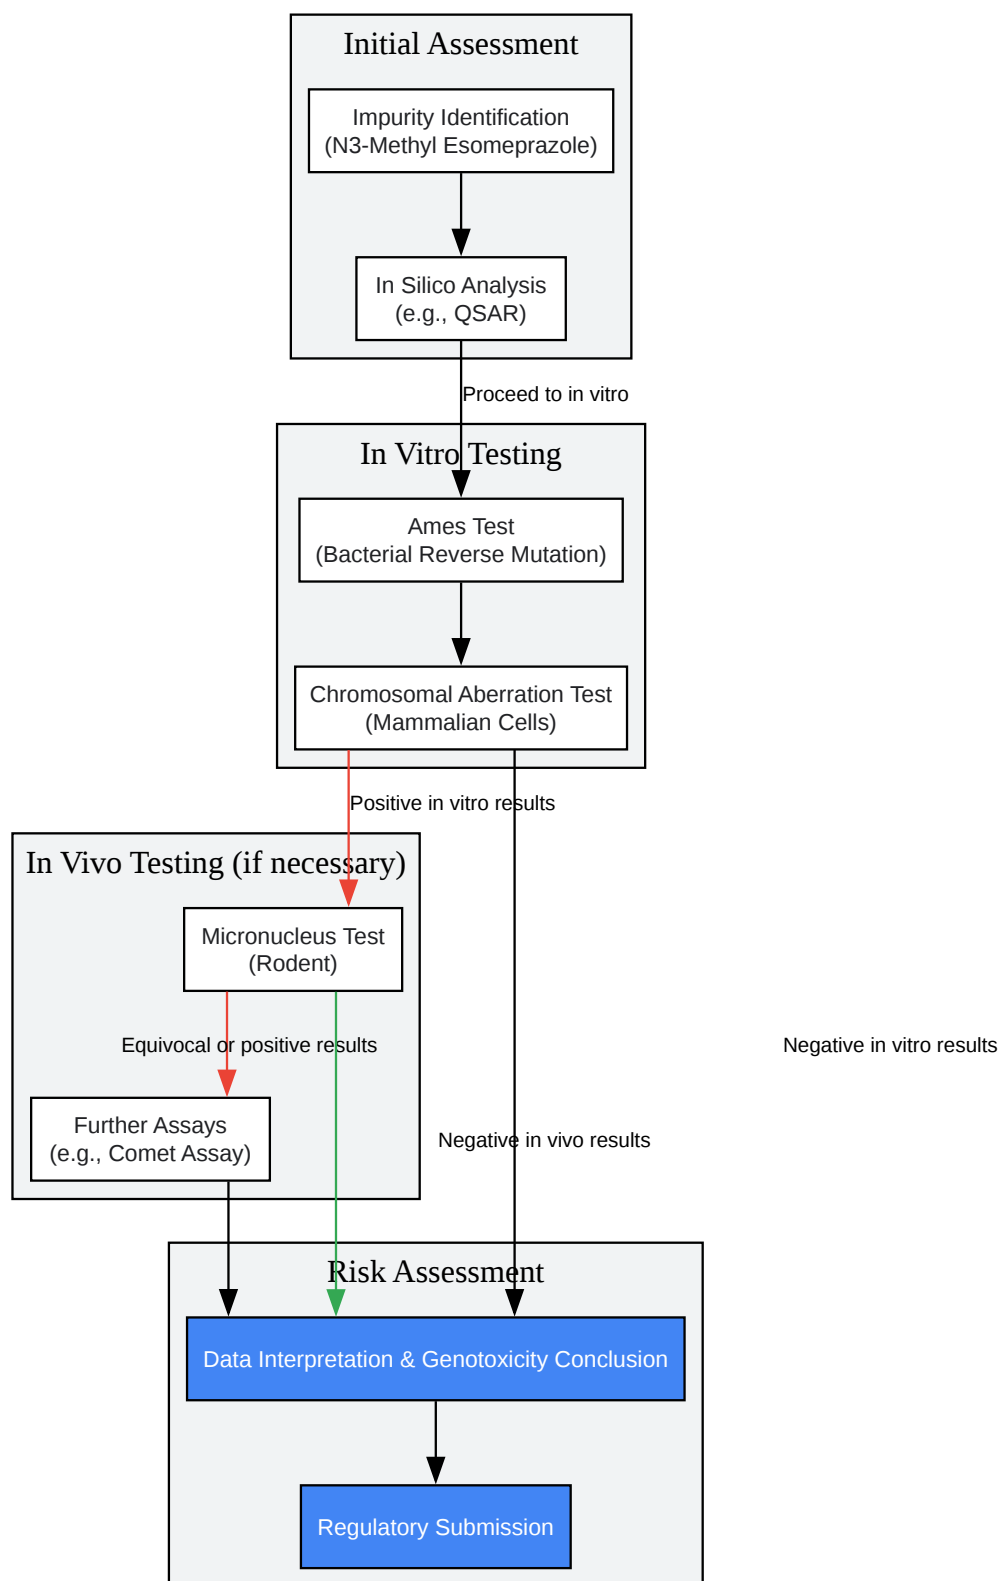 Initial Assessment
Impurity Identification
(N3-Methyl Esomeprazole)
In Silico Analysis
(e.g., QSAR)
Proceed to in vitro
In Vitro Testing
Ames Test
(Bacterial Reverse Mutation)
Chromosomal Aberration Test
(Mammalian Cells)
Positive in vitro results
In Vivo Testing (if necessary)
Micronucleus Test
(Rodent)
Equivocal or positive results
Negative in vitro results
Further Assays
(e.g., Comet Assay)
Negative in vivo results
Risk Assessment
Data Interpretation & Genotoxicity Conclusion
Regulatory Submission